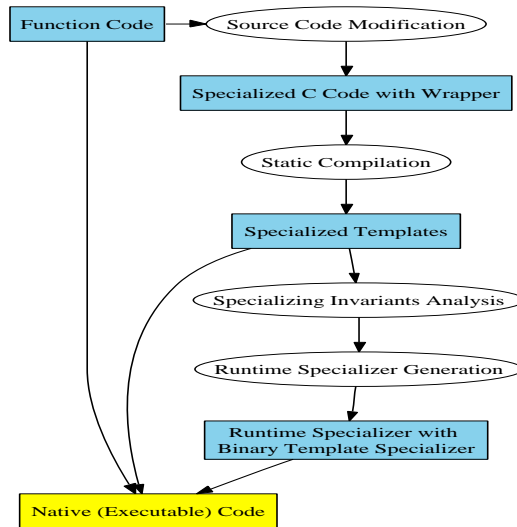 Function Code
Source Code Modification
Specialized C Code with Wrapper
Static Compilation
Specialized Templates
Specializing Invariants Analysis
Runtime Specializer Generation
Runtime Specializer with
Binary Template Specializer
Native (Executable) Code